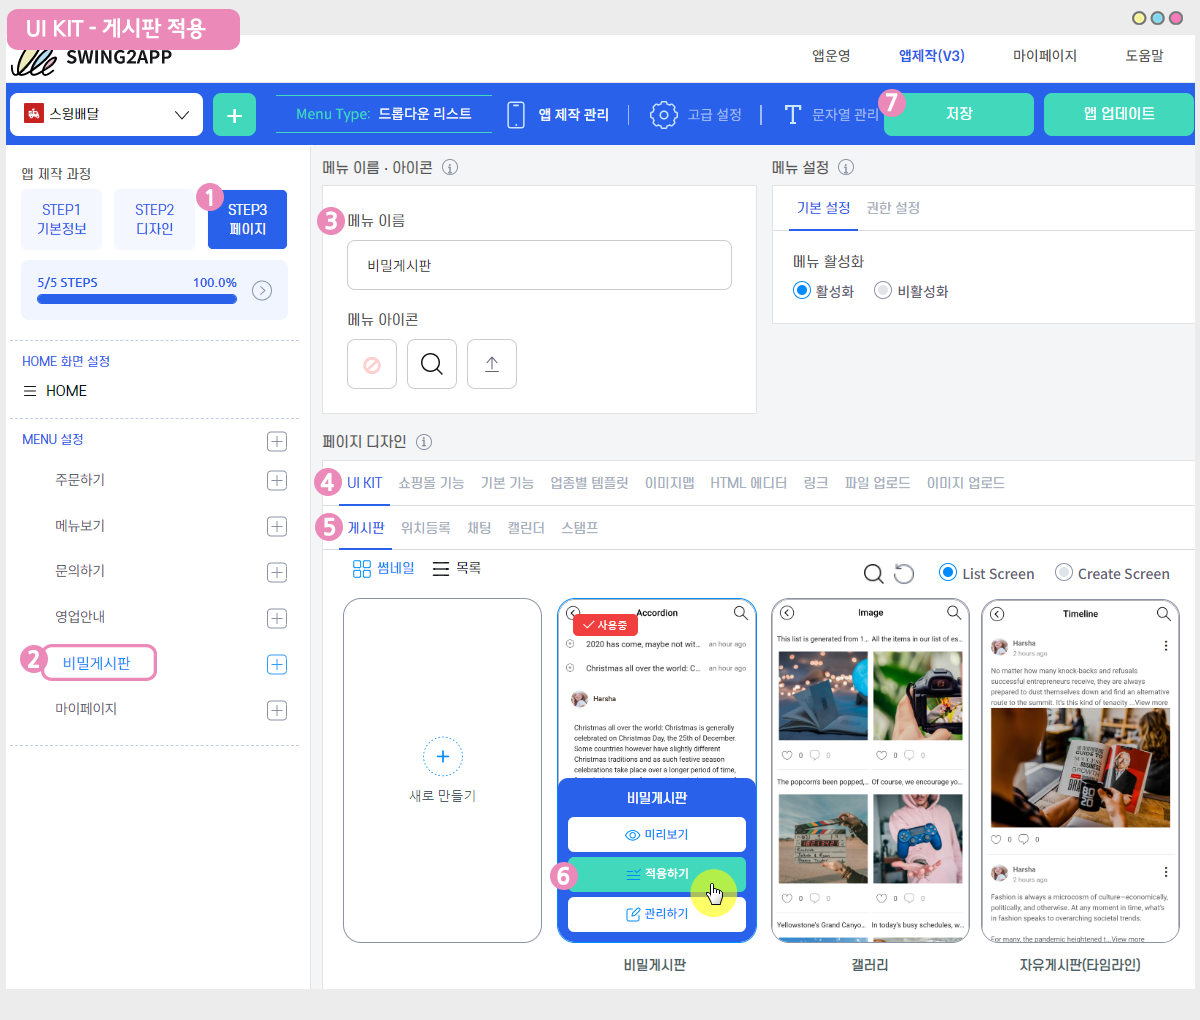 UI KIT - 게시판 적용
SWING2APP
앱운영
앱제작(V3)
마이페이지
도움말
스윙배달
+
Menu Type: 드롭다운 리스트
앱 제작 관리
고급 설정
T 문자열 관리
7
저장
앱 업데이트
앱 제작 과정
1
STEP1
기본정보
STEP2
디자인
STEP3
페이지
5/5 STEPS
100.0%
HOME 화면 설정
HOME
MENU 설정
주문하기
메뉴보기
문의하기
영업안내
2
비밀게시판
마이페이지
메뉴 이름 · 아이콘
3 메뉴 이름
비밀게시판
메뉴 아이콘
메뉴 설정
기본 설정
권한 설정
메뉴 활성화
활성화
비활성화
페이지 디자인
4 UI KIT 쇼핑몰 기능 기본 기능 업종별 템플릿 이미지맵 HTML 에디터 링크 파일 업로드 이미지 업로드
5 게시판 위치등록 채팅 캘린더 스탬프
썸네일
목록
List Screen
Create Screen
새로 만들기
Accordion
사용중
2020 has come, maybe not wit... an hour ago
Christmas all over the world: C... an hour ago
Harsha
Christmas all over the world: Christmas is generally
celebrated on Christmas Day, the 25th of December.
Some countries however have slightly different
Christmas traditions and as such festive season
celebrations take place over a longer period of time,
비밀게시판
미리보기
6 적용하기
관리하기
비밀게시판
Image
This list is generated from 1... All the items in our list of es...
0 0 0 0
The popcorn's been popped,... Of course, we encourage yo...
0 0 0 0
Yellowstone's Grand Canyo... In today's busy schedules, w...
갤러리
Timeline
Harsha
2 hours ago
No matter how many knock-backs and refusals
successful entrepreneurs receive, they are always
prepared to dust themselves down and find an alternative
route to the summit. It's this kind of tenacity ...View more
GUIDE TO
SUCCESS
BUSINESS
GROWTH
2020
0 0
Harsha
2 hours ago
Fashion is always a microcosm of culture—economically,
politically, and otherwise. At any moment in time, what's
in fashion speaks to overarching societal trends.
For many, the pandemic heightened t... View more
자유게시판(타임라인)